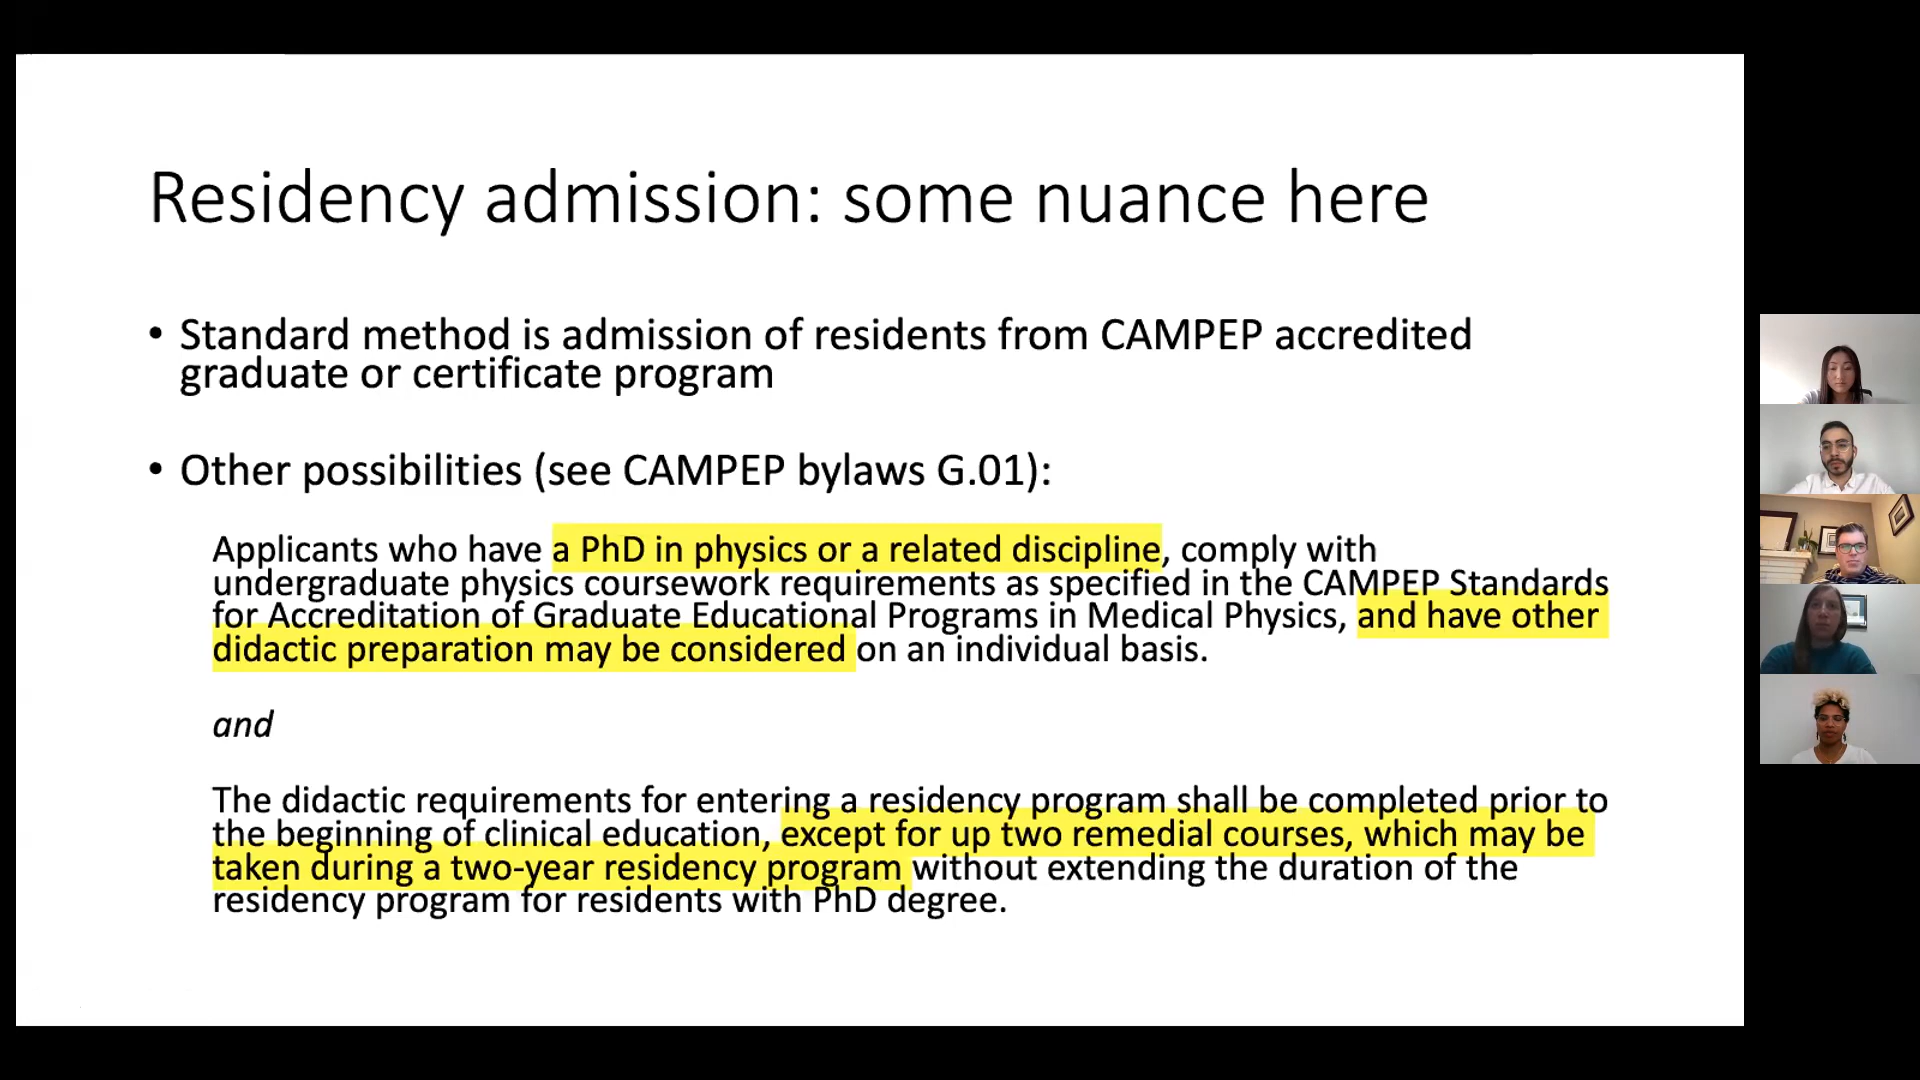 Residency admission: some nuance here
• Standard method is admission of residents from CAMPEP accredited
graduate or certificate program
• Other possibilities (see CAMPEP bylaws G.01):
Applicants who have a PhD in physics or a related discipline, comply with
undergraduate physics coursework requirements as specified in the CAMPEP Standards
for Accreditation of Graduate Educational Programs in Medical Physics, and have other
didactic preparation may be considered on an individual basis.
and
The didactic requirements for entering a residency program shall be completed prior to
the beginning of clinical education, except for up two remedial courses, which may be
taken during a two-year residency program without extending the duration of the
residency program for residents with PhD degree.